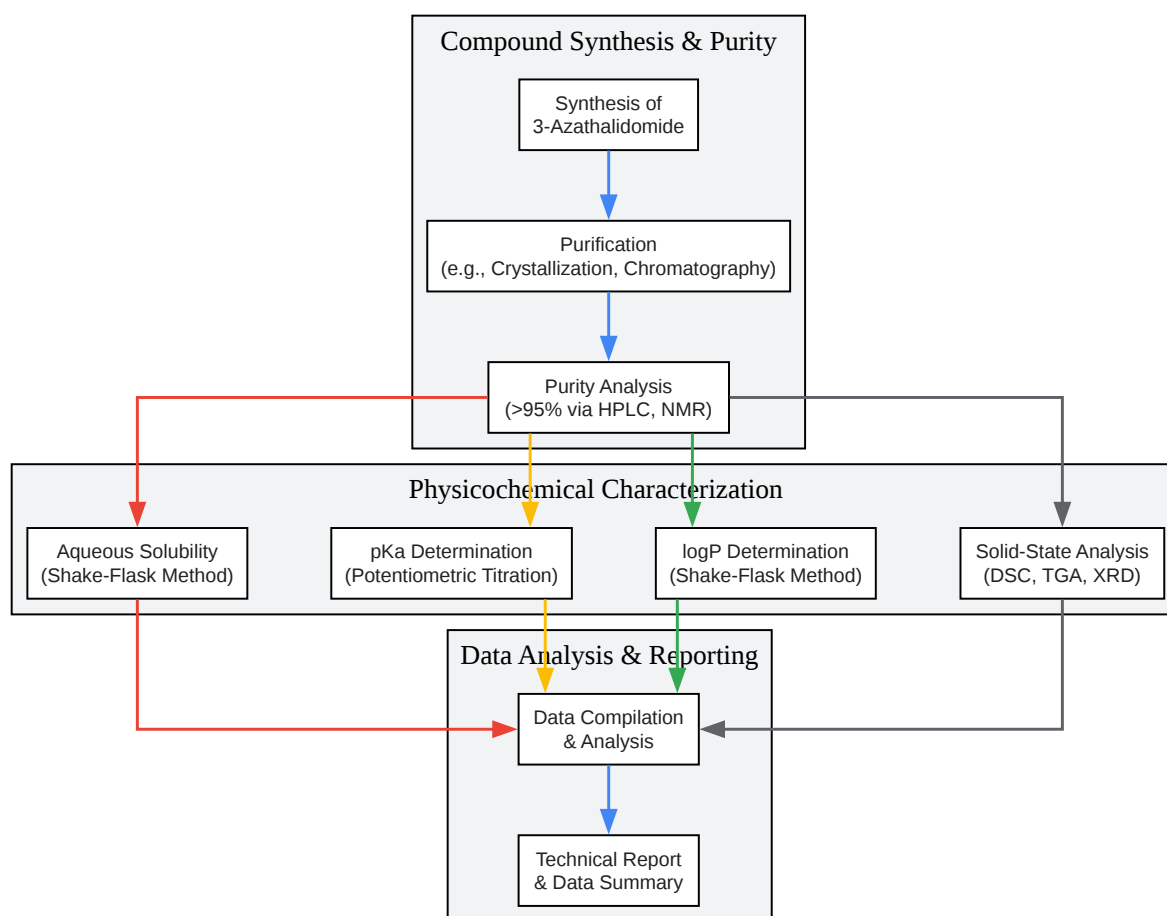 Compound Synthesis & Purity
Synthesis of
3-Azathalidomide
Purification
(e.g., Crystallization, Chromatography)
Purity Analysis
(>95% via HPLC, NMR)
Physicochemical Characterization
Aqueous Solubility
(Shake-Flask Method)
pKa Determination
(Potentiometric Titration)
logP Determination
(Shake-Flask Method)
Solid-State Analysis
(DSC, TGA, XRD)
Data Analysis & Reporting
Data Compilation
& Analysis
Technical Report
& Data Summary